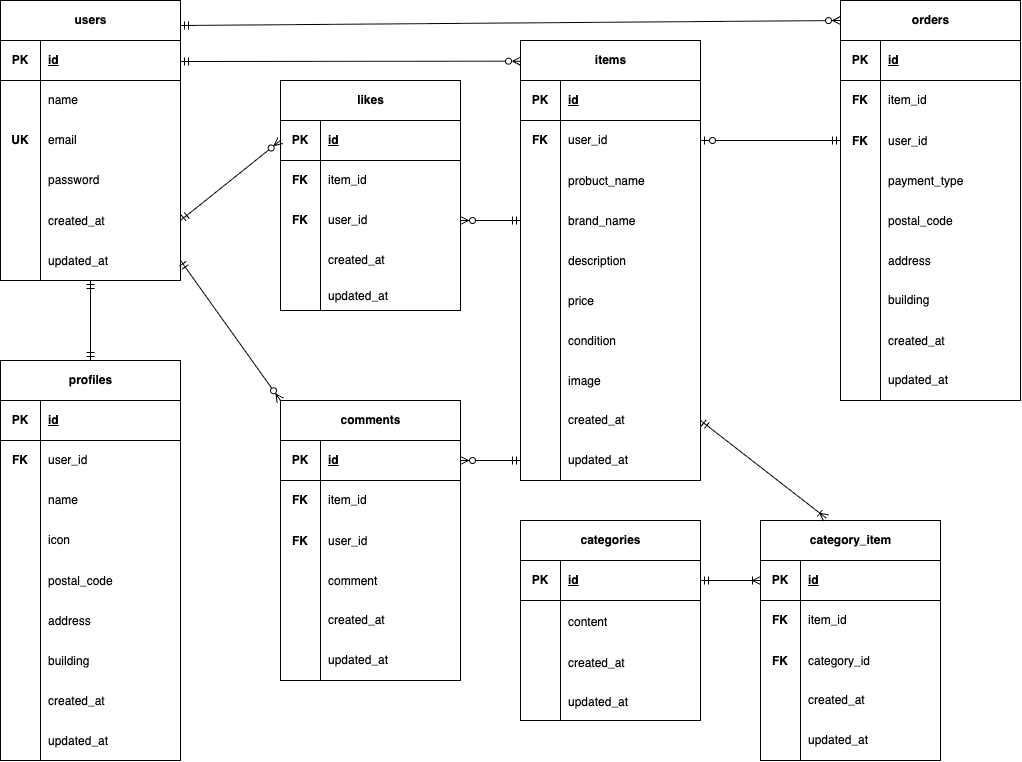 users
PK id
name
UK email
password
created_at
updated_at
profiles
PK id
FK user_id
name
icon
postal_code
address
building
created_at
updated_at
likes
PK id
FK item_id
FK user_id
created_at
updated_at
comments
PK id
FK item_id
FK user_id
comment
created_at
updated_at
items
PK id
FK user_id
probuct_name
brand_name
description
price
condition
image
created_at
updated_at
categories
PK id
content
created_at
updated_at
orders
PK id
FK item_id
FK user_id
payment_type
postal_code
address
building
created_at
updated_at
category_item
PK id
FK item_id
FK category_id
created_at
updated_at